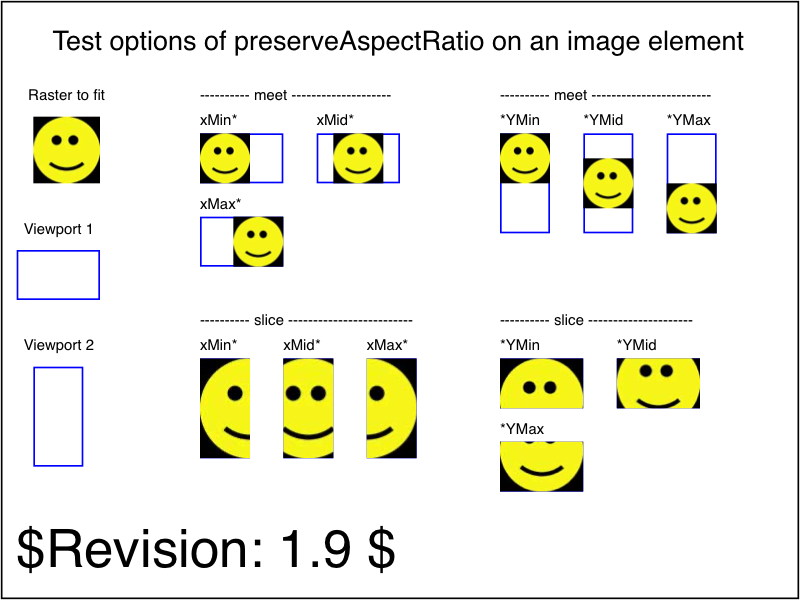 Test options of preserveAspectRatio on an image element
Raster to fit
---------- meet --------------------
---------- meet ------------------------
xMin*
xMid*
*YMin
*YMid
*YMax
xMax*
Viewport 1
---------- slice -------------------------
---------- slice ---------------------
Viewport 2
xMin*
xMid*
xMax*
*YMin
*YMid
*YMax
$Revision: 1.9 $